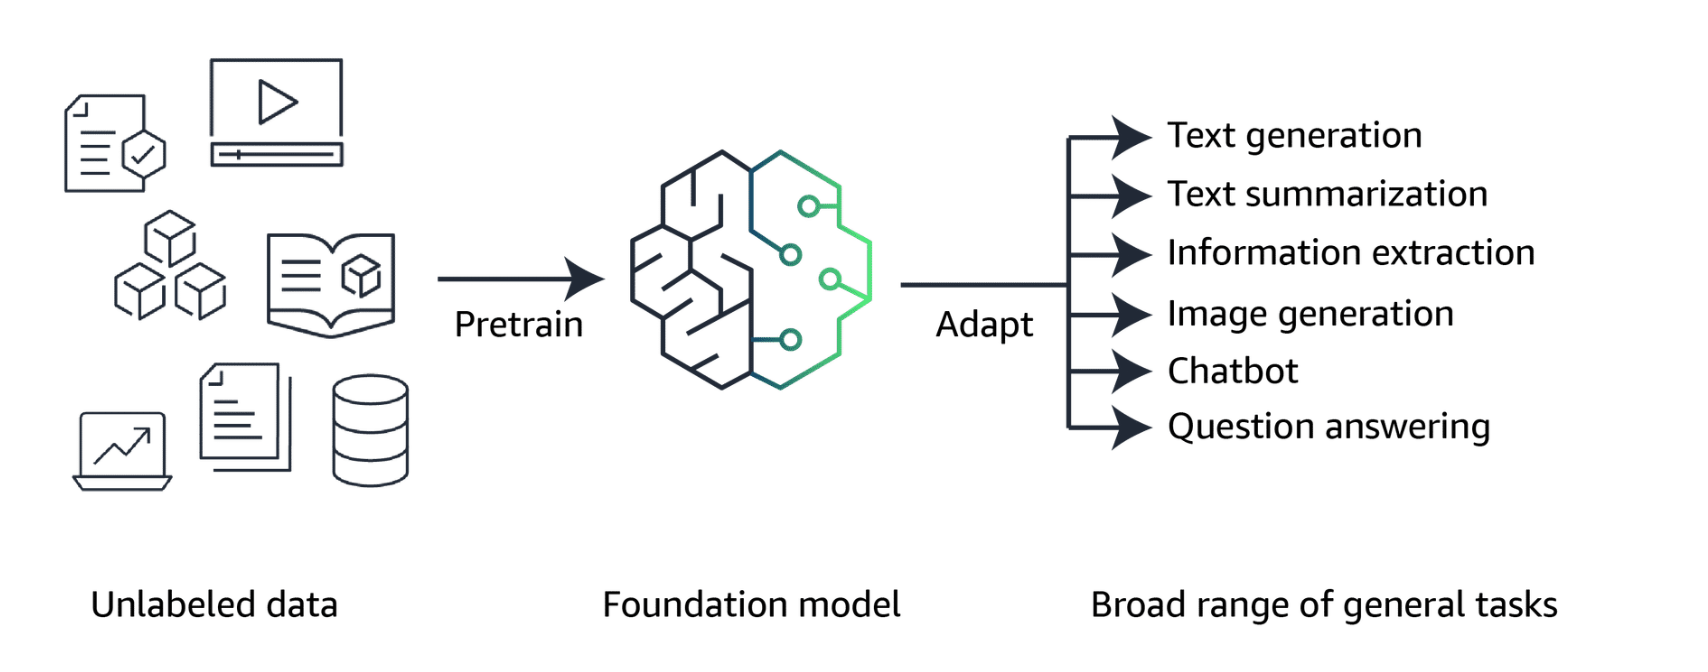 Pretrain
Adapt
Text generation
Text summarization
Information extraction
Image generation
Chatbot
Question answering
Unlabeled data
Foundation model
Broad range of general tasks